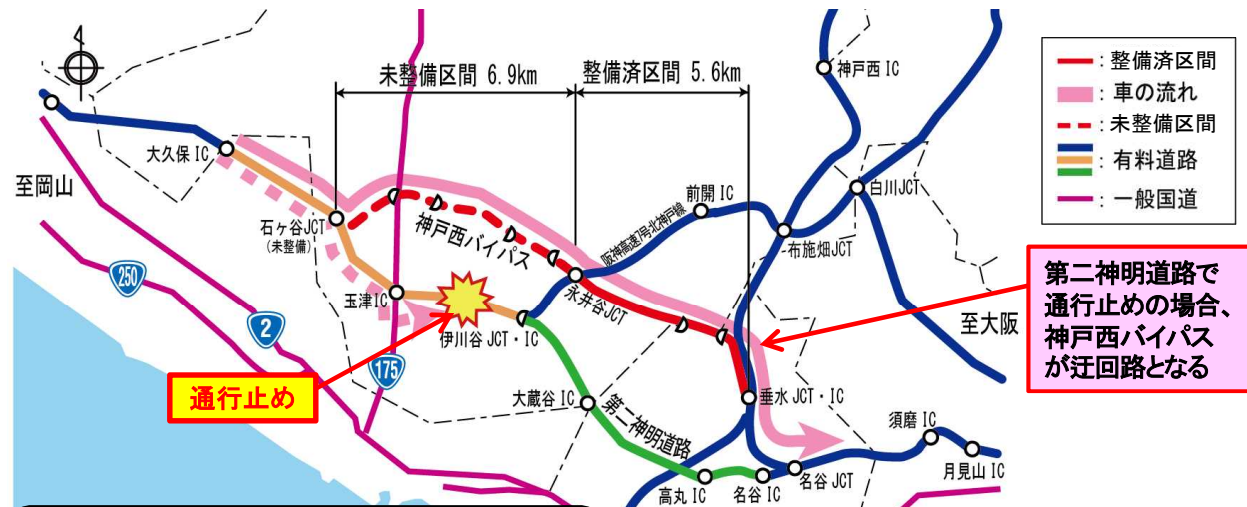 未整備区間 6.9km
整備済区間 5.6km
神戸西 IC
大久保 IC
至岡山
石ヶ谷JCT
(未整備)
神戸西バイパス
阪神高速7号北神戸線
前開 IC
白川JCT
布施畑JCT
永井谷JCT
玉津IC
伊川谷 JCT・IC
250
2
175
通行止め
大蔵谷 IC
第二神明道路
垂水 JCT・IC
高丸 IC
名谷 IC
名谷 JCT
須磨 IC
月見山 IC
至大阪
:整備済区間
:車の流れ
:未整備区間
:有料道路
:一般国道
第二神明道路で
通行止めの場合、
神戸西バイパス
が迂回路となる